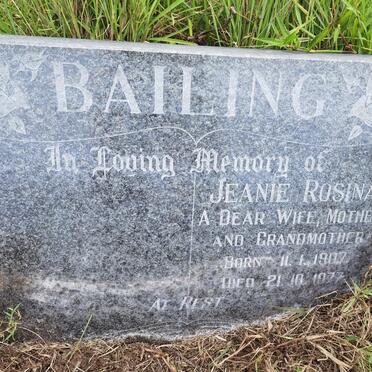 BAILING
In Loving Memory of
JEANIE ROSINA
A DEAR WIFE, MOTHE
AND GRANDMOTHER
BORN 11.1.1907
DIED 21.10.1977
AT REST